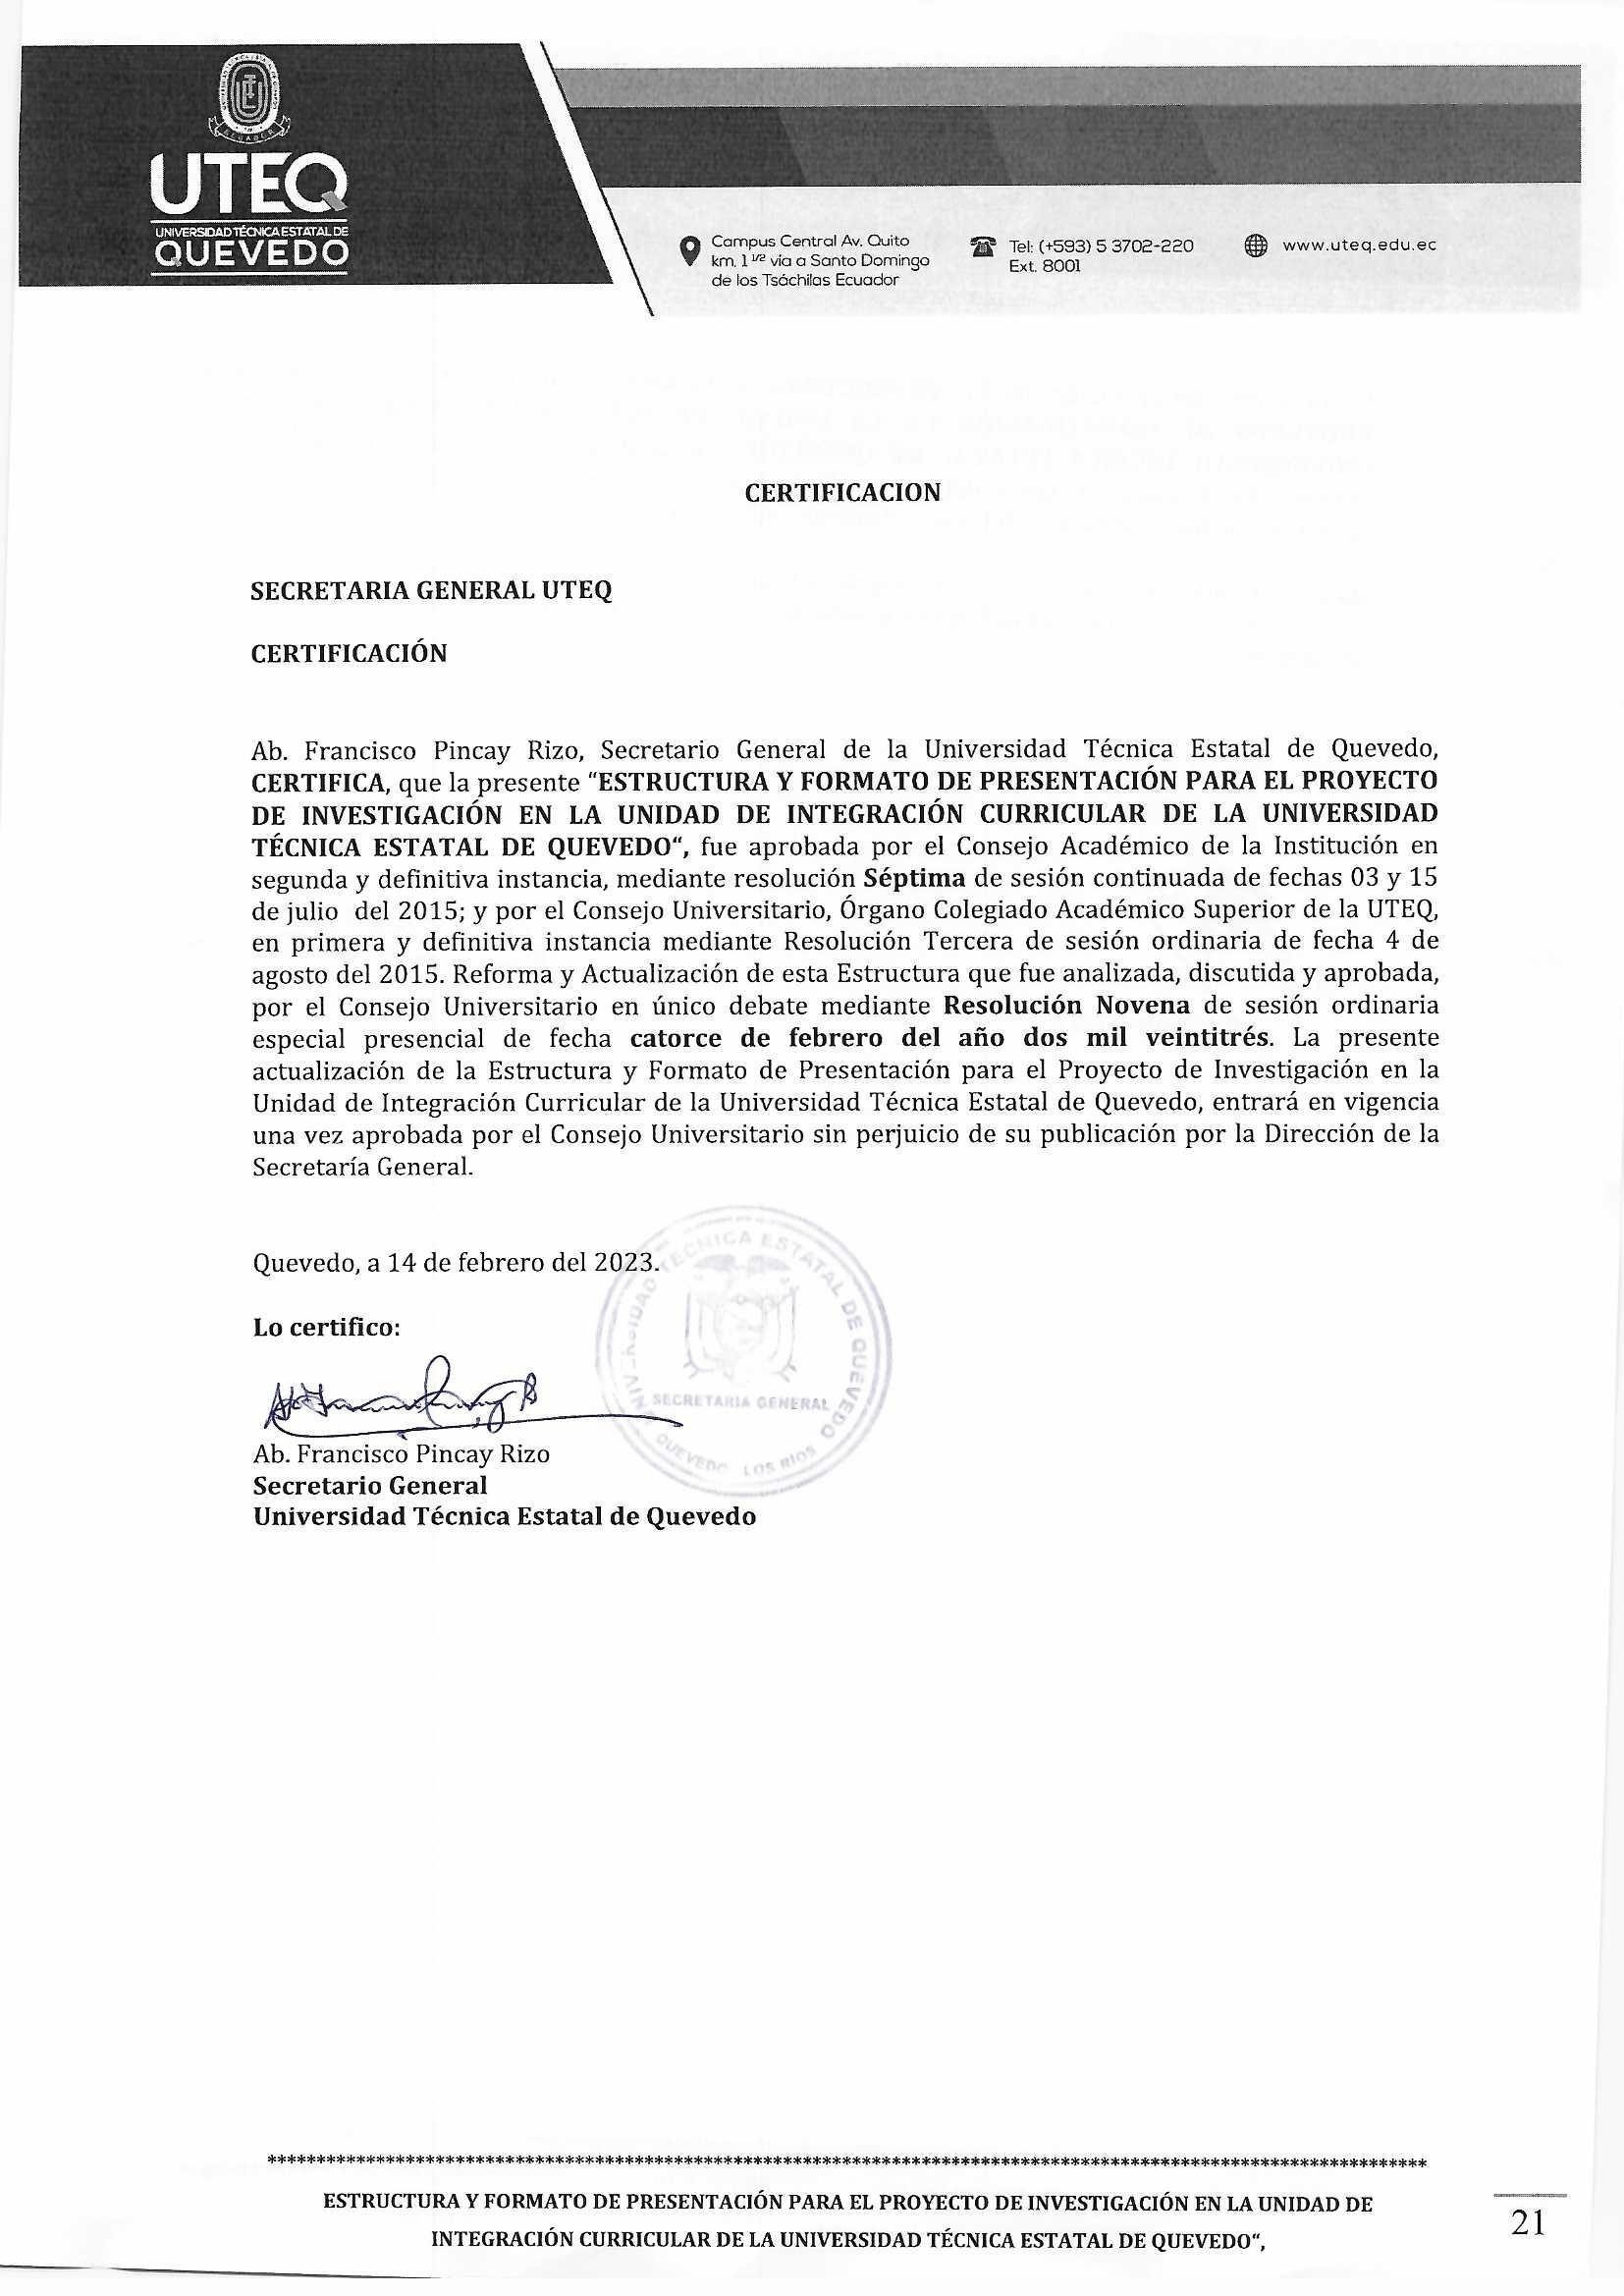 ECUADOR
UTEQ
UNIVERSIDAD TÉCNICA ESTATAL DE
QUEVEDO
Campus Central Av. Quito
km. 1 1/2 vía a Santo Domingo
de los Tsáchilas Ecuador
Tel: (+593) 5 3702-220
Ext. 8001
www.uteq.edu.ec
CERTIFICACION
SECRETARIA GENERAL UTEQ
CERTIFICACIÓN
Ab. Francisco Pincay Rizo, Secretario General de la Universidad Técnica Estatal de Quevedo,
CERTIFICA, que la presente “ESTRUCTURA Y FORMATO DE PRESENTACIÓN PARA EL PROYECTO
DE INVESTIGACIÓN EN LA UNIDAD DE INTEGRACIÓN CURRICULAR DE LA UNIVERSIDAD
TÉCNICA ESTATAL DE QUEVEDO“, fue aprobada por el Consejo Académico de la Institución en
segunda y definitiva instancia, mediante resolución Séptima de sesión continuada de fechas 03 y 15
de julio del 2015; y por el Consejo Universitario, Órgano Colegiado Académico Superior de la UTEQ,
en primera y definitiva instancia mediante Resolución Tercera de sesión ordinaria de fecha 4 de
agosto del 2015. Reforma y Actualización de esta Estructura que fue analizada, discutida y aprobada,
por el Consejo Universitario en único debate mediante Resolución Novena de sesión ordinaria
especial presencial de fecha catorce de febrero del año dos mil veintitrés. La presente
actualización de la Estructura y Formato de Presentación para el Proyecto de Investigación en la
Unidad de Integración Curricular de la Universidad Técnica Estatal de Quevedo, entrará en vigencia
una vez aprobada por el Consejo Universitario sin perjuicio de su publicación por la Dirección de la
Secretaría General.
Quevedo, a 14 de febrero del 2023.
Lo certifico:
UNIVERSIDAD TECNICA ESTATAL DE QUEVEDO
SECRETARIA GENERAL
QUEVEDO LOS RIOS
Ab. Francisco Pincay Rizo
Secretario General
Universidad Técnica Estatal de Quevedo
************************************************************************************************************************
ESTRUCTURA Y FORMATO DE PRESENTACIÓN PARA EL PROYECTO DE INVESTIGACIÓN EN LA UNIDAD DE
INTEGRACIÓN CURRICULAR DE LA UNIVERSIDAD TÉCNICA ESTATAL DE QUEVEDO“,
21